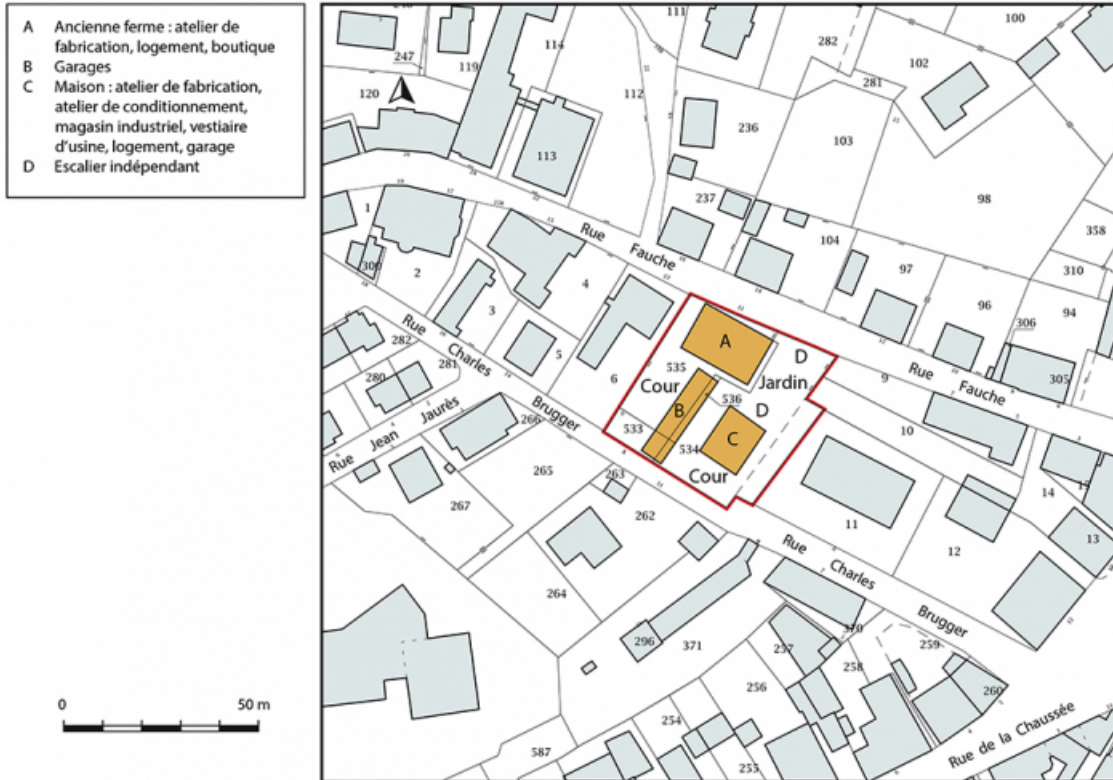 A Ancienne ferme : atelier de
fabrication, logement, boutique
B Garages
C Maison : atelier de fabrication,
atelier de conditionnement,
magasin industriel, vestiaire
d'usine, logement, garage
D Escalier indépendant
0 50 m
111
100
114
282
102
247
119
281
120
112
113
236
103
237
98
1
104
358
Rue Fauche
97
310
2
4
96
94
3
306
282
A
D
281
5
535
Jardin
9
305
280
6
Cour
536
Rue Fauche
Rue Charles Brugger
B
D
10
Rue Jean Jaurès
266
533
C
534
265
263
Cour
14
267
262
11
13
12
264
Rue Charles Brugger
296
371
257
370
259
258
256
260
254
Rue de la Chaussée
587
255